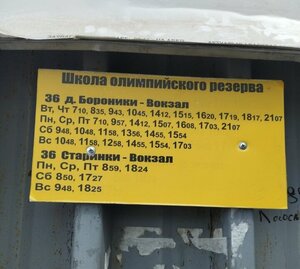 Школа олимпийского резерва
36 д. Бороники - Вокзал
Вт, Чт 710, 835, 943, 1045, 1412, 1515, 1620, 1719, 1817, 2107
Пн, Ср, Пт 710, 957, 1412, 1507, 1608, 1703, 2107
Сб 948, 1048, 1158, 1356, 1455, 1554
Вс 1048, 1158, 1258, 1455, 1554, 1703
36 Старинки - Вокзал
Пн, Ср, Пт 859, 1824
Сб 850, 1727
Вс 948, 1825